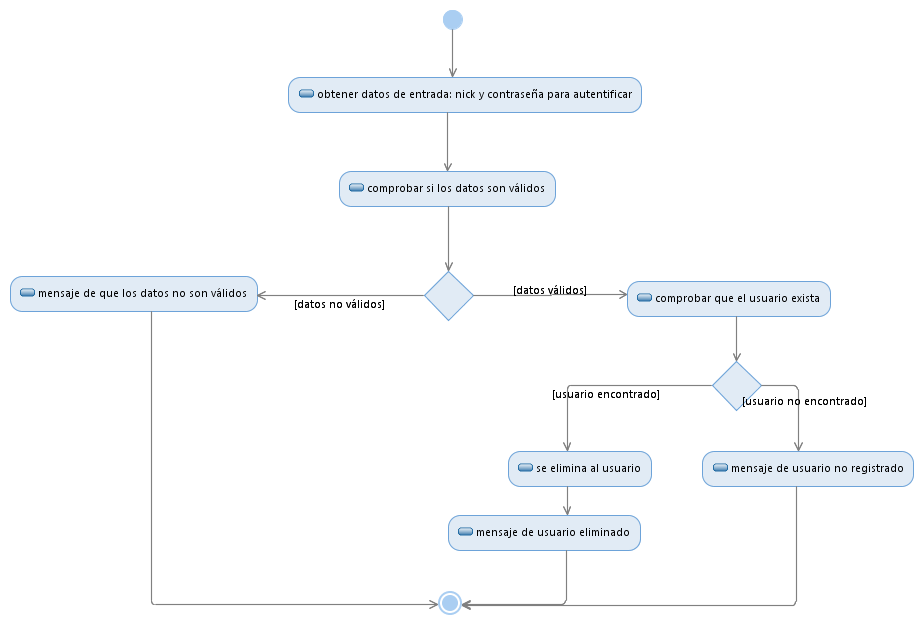 obtener datos de entrada: nick y contraseña para autentificar
comprobar si los datos son válidos
mensaje de que los datos no son válidos
[datos no válidos]
[datos válidos]
comprobar que el usuario exista
[usuario encontrado]
[usuario no encontrado]
se elimina al usuario
mensaje de usuario no registrado
mensaje de usuario eliminado